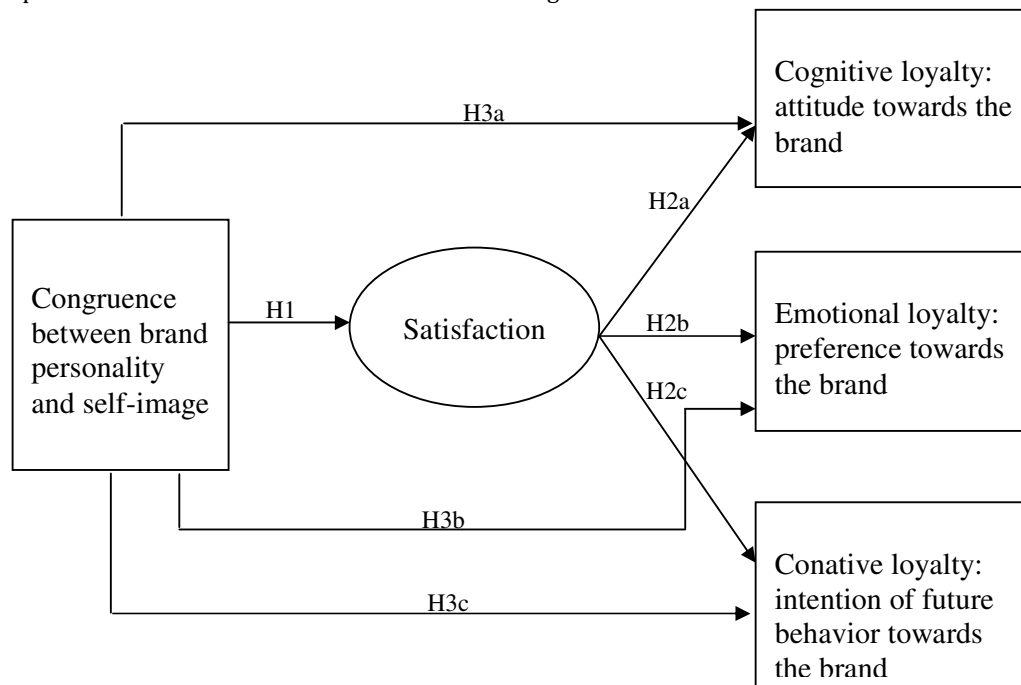 Cognitive loyalty:
attitude towards the
brand
H3a
H2a
Congruence
between brand
personality
and self-image
H1
Satisfaction
H2b
Emotional loyalty:
preference towards
the brand
H2c
H3b
H3c
Conative loyalty:
intention of future
behavior towards
the brand